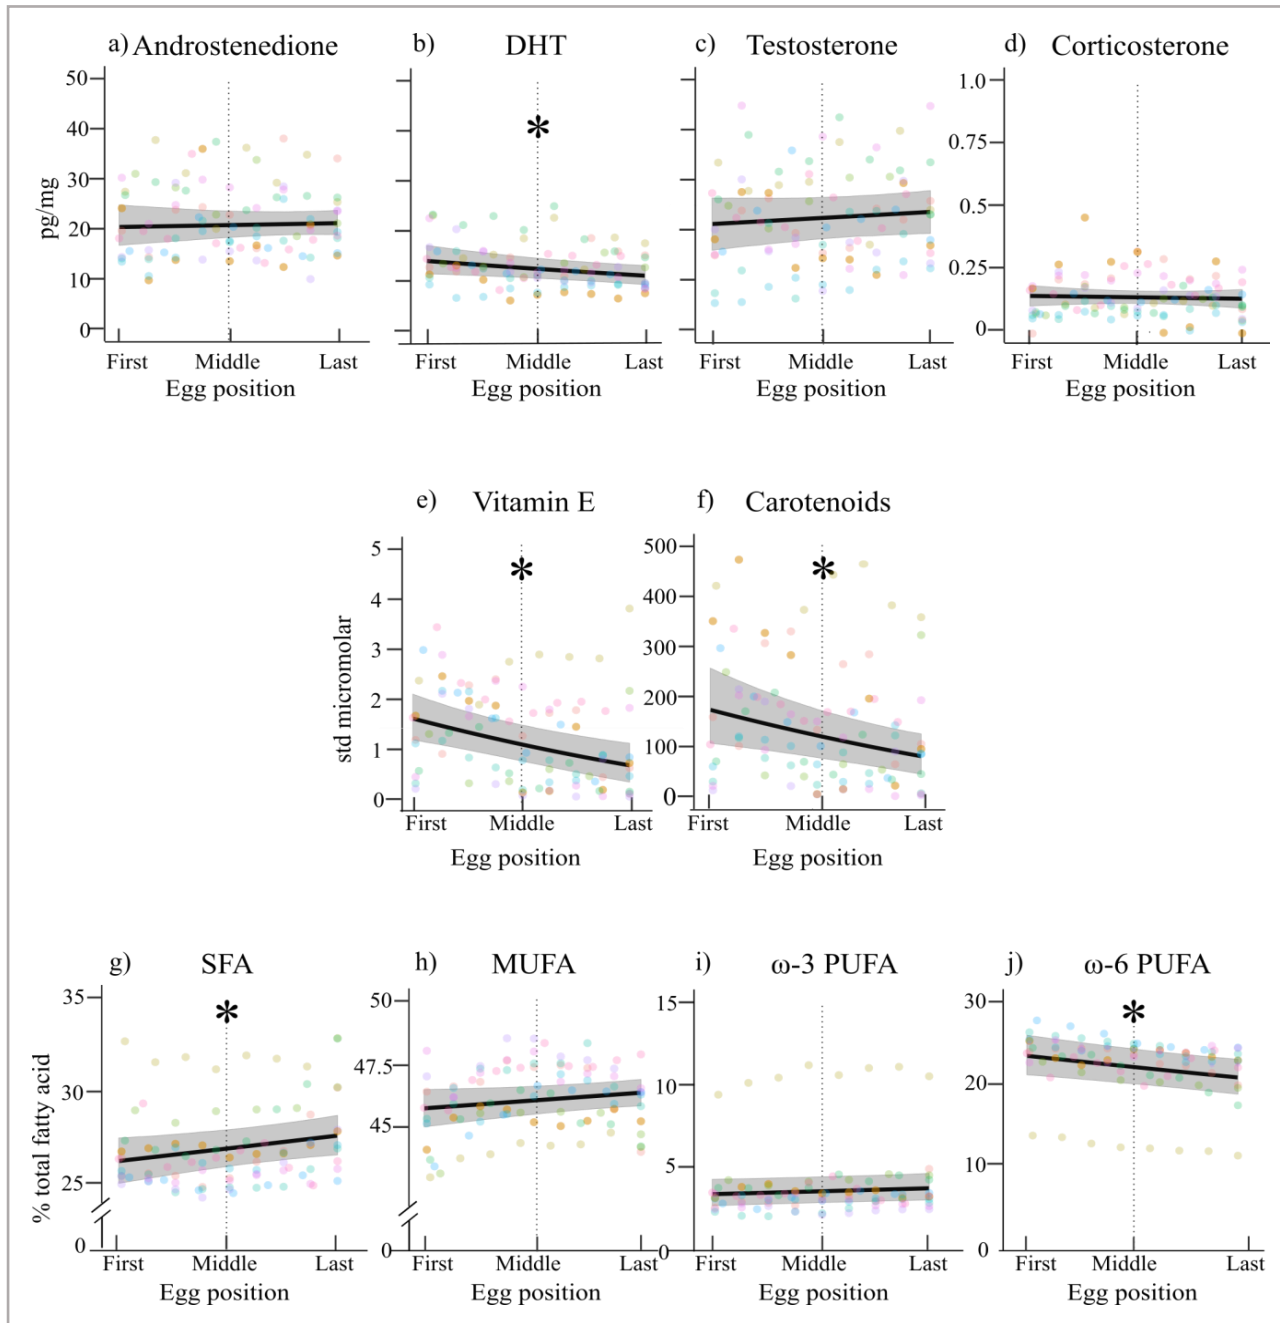 a) Androstenedione
b) DHT
c) Testosterone
d) Corticosterone
50
40
30
20
10
0
pg/mg
1.0
0.75
0.5
0.25
0
First Middle Last
Egg position
First Middle Last
Egg position
First Middle Last
Egg position
First Middle Last
Egg position
*
e) Vitamin E
f) Carotenoids
5
4
3
2
1
0
std micromolar
*
500
400
300
200
100
0
*
First Middle Last
Egg position
First Middle Last
Egg position
g) SFA
h) MUFA
i) ω-3 PUFA
j) ω-6 PUFA
35
30
25
0
% total fatty acid
*
50
47.5
45
0
15
10
5
0
30
20
10
0
*
First Middle Last
Egg position
First Middle Last
Egg position
First Middle Last
Egg position
First Middle Last
Egg position